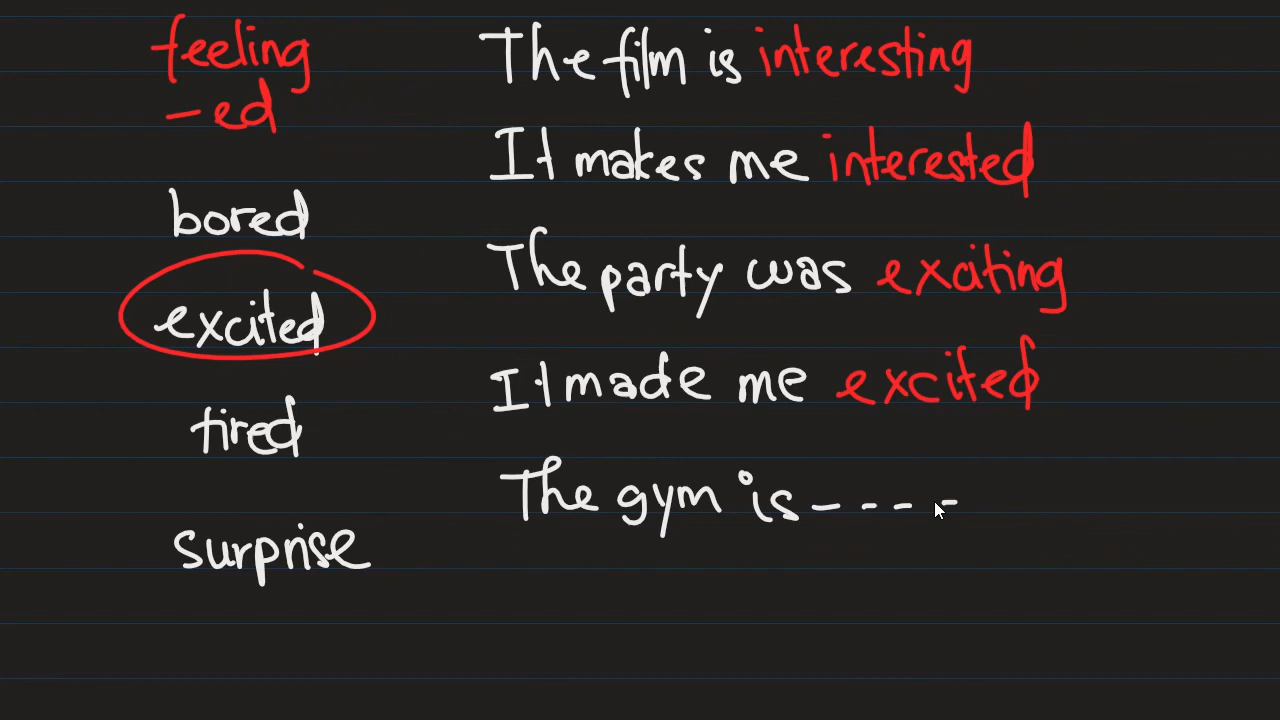 feeling
-ed
bored
excited
tired
surprise
The film is interesting
It makes me interested
The party was exciting
It made me excited
The gym is ----